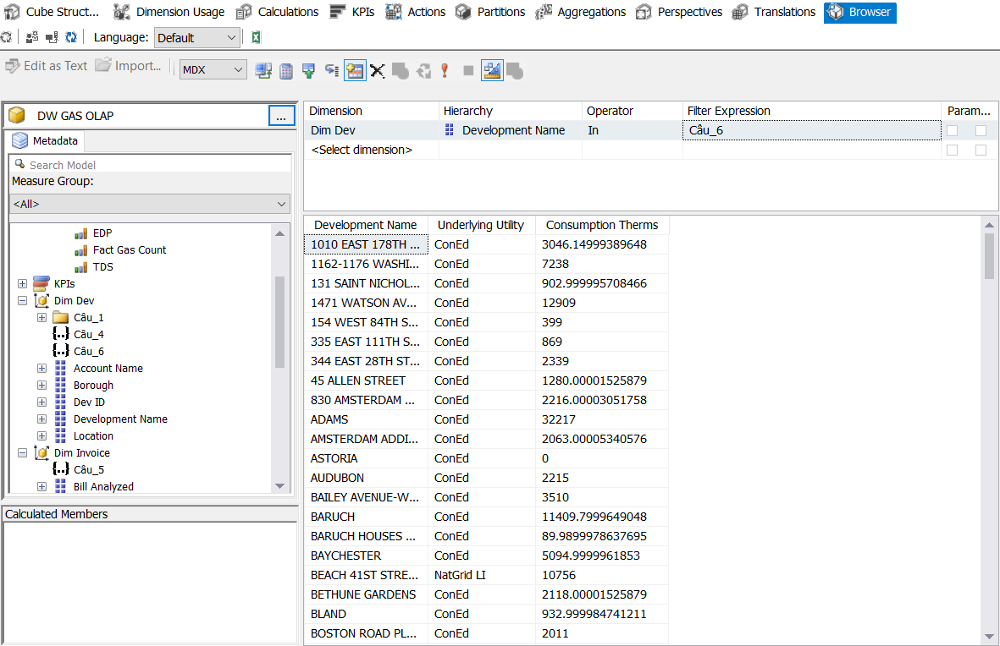 Cube Struct... Dimension Usage Calculations KPIs Actions Partitions Aggregations Perspectives Translations Browser
Language: Default
Edit as Text Import... MDX
DW GAS OLAP ...
Metadata
Search Model
Measure Group:
<All>
EDP
Fact Gas Count
TDS
KPIs
Dim Dev
Câu_1
Câu_4
Câu_6
Account Name
Borough
Dev ID
Development Name
Location
Dim Invoice
Câu_5
Bill Analyzed
Calculated Members
Dimension Hierarchy Operator Filter Expression Param...
Dim Dev Development Name In Câu_6
<Select dimension>
Development Name Underlying Utility Consumption Therms
1010 EAST 178TH ... ConEd 3046.14999389648
1162-1176 WASHI... ConEd 7238
131 SAINT NICHOL... ConEd 902.999995708466
1471 WATSON AV... ConEd 12909
154 WEST 84TH S... ConEd 399
335 EAST 111TH S... ConEd 869
344 EAST 28TH ST... ConEd 2339
45 ALLEN STREET ConEd 1280.00001525879
830 AMSTERDAM ... ConEd 2216.00003051758
ADAMS ConEd 32217
AMSTERDAM ADDI... ConEd 2063.00005340576
ASTORIA ConEd 0
AUDUBON ConEd 2215
BAILEY AVENUE-W... ConEd 3510
BARUCH ConEd 11409.7999649048
BARUCH HOUSES ... ConEd 89.9899978637695
BAYCHESTER ConEd 5094.9999961853
BEACH 41ST STRE... NatGrid LI 10756
BETHUNE GARDENS ConEd 2118.00001525879
BLAND ConEd 932.999984741211
BOSTON ROAD PL... ConEd 2011